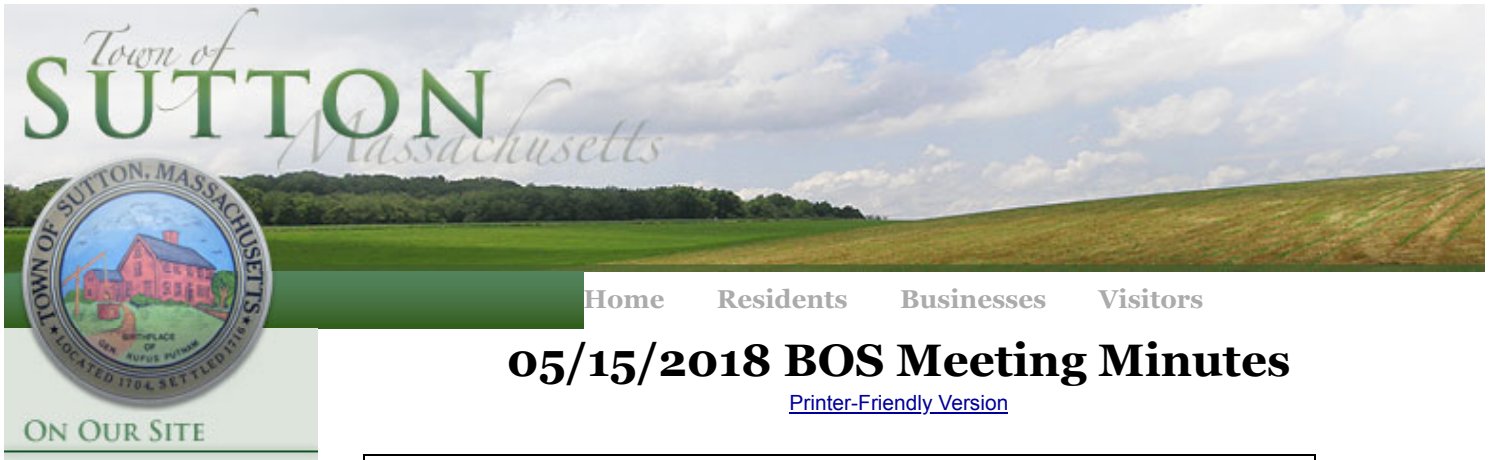 Town of
SUTTON
Massachusetts
TOWN OF SUTTON, MASSACHUSETTS
BIRTHPLACE
OF
GEN. RUFUS PUTNAM
LOCATED 1704, SETTLED 1716
Home Residents Businesses Visitors
05/15/2018 BOS Meeting Minutes
Printer-Friendly Version
ON OUR SITE